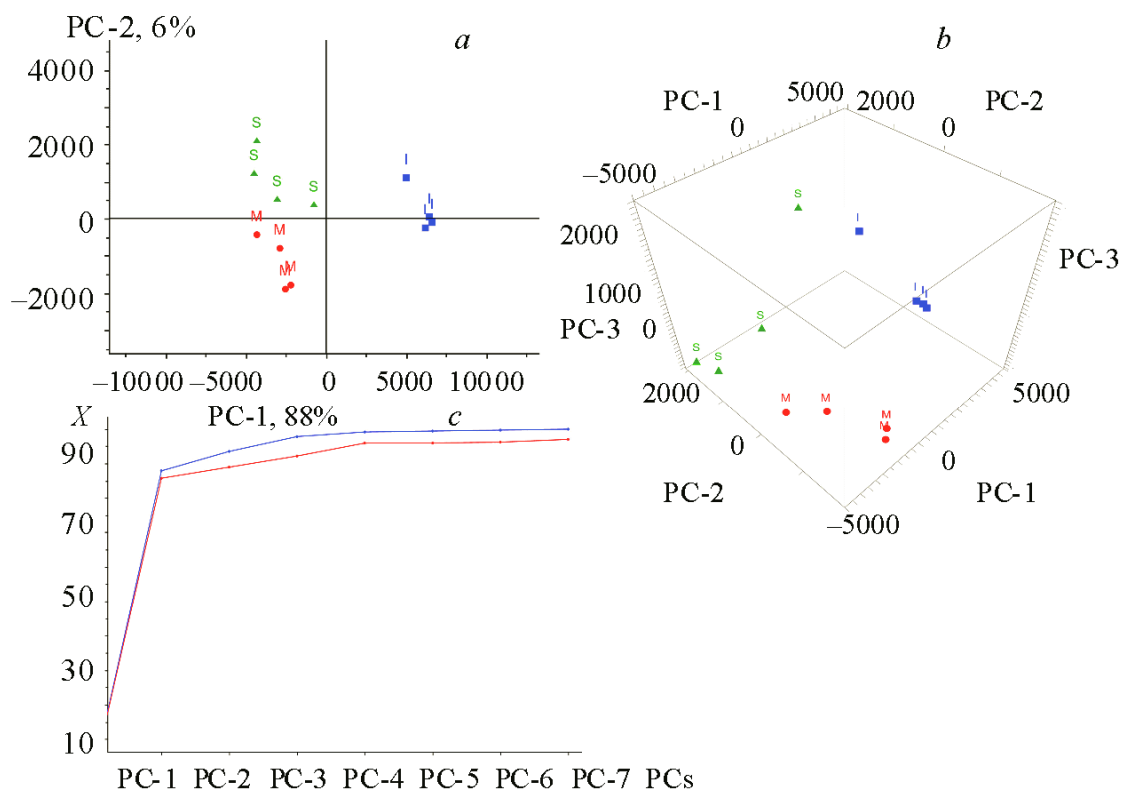 PC-2, 6%
a
4000
2000
0
−2000
S
S
S
S
M
M
M
M
I
I
I
I
−10000 −5000 0 5000 10000
PC-1, 88%
b
PC-1
5000
2000
PC-2
0
0
−5000
2000
1000
PC-3
0
PC-3
S
I
I
I
I
S
S
S
M
M
M
M
2000
0
PC-2
−5000
5000
0
PC-1
X
c
90
70
50
30
10
PC-1 PC-2 PC-3 PC-4 PC-5 PC-6 PC-7 PCs